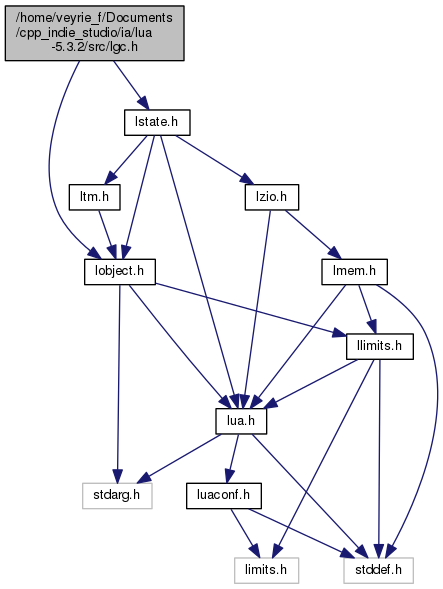 /home/veyrie_f/Documents
/cpp_indie_studio/ia/lua
-5.3.2/src/lgc.h
lstate.h
ltm.h
lzio.h
lobject.h
lmem.h
llimits.h
lua.h
stdarg.h
luaconf.h
limits.h
stddef.h